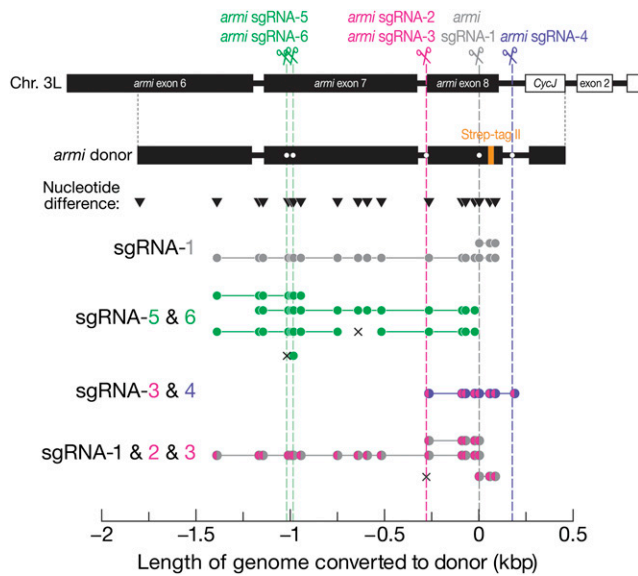 armi sgRNA-5 armi sgRNA-2 armi
armi sgRNA-6 armi sgRNA-3 sgRNA-1 armi sgRNA-4
Chr. 3L armi exon 6 armi exon 7 armi exon 8 CycJ exon 2
Strep-tag II
armi donor
Nucleotide
difference:
sgRNA-1
sgRNA-5 & 6
sgRNA-3 & 4
sgRNA-1 & 2 & 3
−2 −1.5 −1 −0.5 0 0.5
Length of genome converted to donor (kbp)